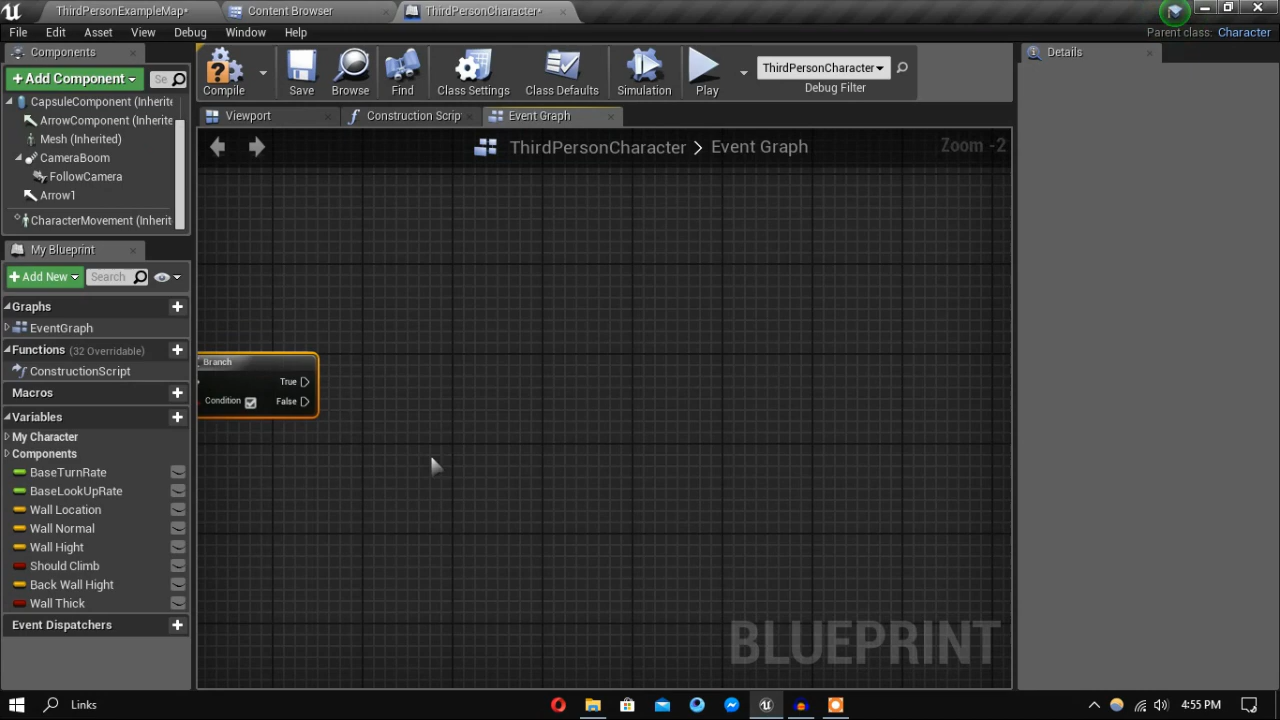 ThirdPersonExampleMap*
Content Browser
ThirdPersonCharacter*
File Edit Asset View Debug Window Help
Parent class: Character
Components
+Add Component
Se
CapsuleComponent (Inherited
ArrowComponent (Inherite
Mesh (Inherited)
CameraBoom
FollowCamera
Arrow1
CharacterMovement (Inherit
Compile
Save
Browse
Find
Class Settings
Class Defaults
Simulation
Play
ThirdPersonCharacter
Debug Filter
Details
Viewport
Construction Scrip
Event Graph
ThirdPersonCharacter > Event Graph
Zoom -2
My Blueprint
+Add New
Search
Graphs
EventGraph
Functions (32 Overridable)
ConstructionScript
Macros
Variables
My Character
Components
BaseTurnRate
BaseLookUpRate
Wall Location
Wall Normal
Wall Hight
Should Climb
Back Wall Hight
Wall Thick
Event Dispatchers
Branch
True
Condition
False
BLUEPRINT
Links
4:55 PM